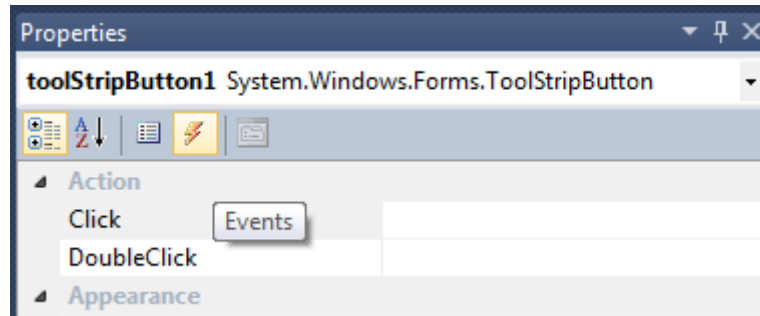 Properties
toolStripButton1 System.Windows.Forms.ToolStripButton
A
Z
Action
Click
Events
DoubleClick
Appearance